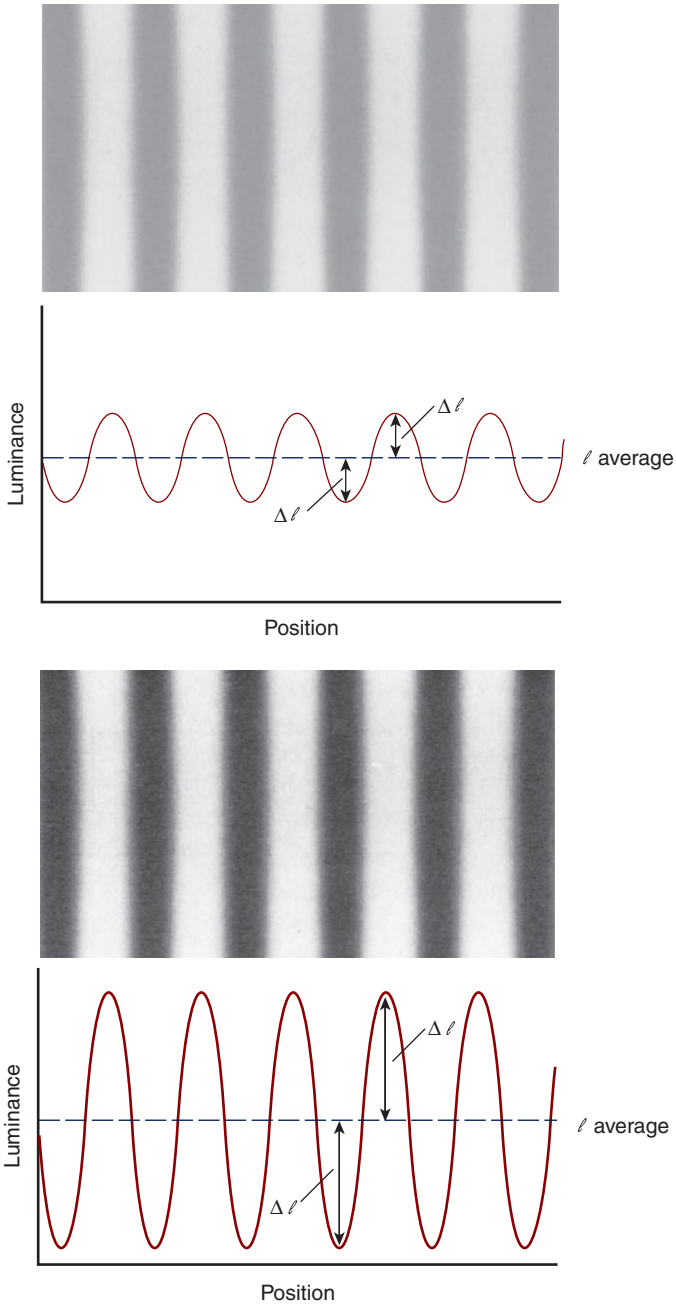 Luminance
Δℓ
ℓ average
Δℓ
Position
Luminance
Δℓ
ℓ average
Δℓ
Position